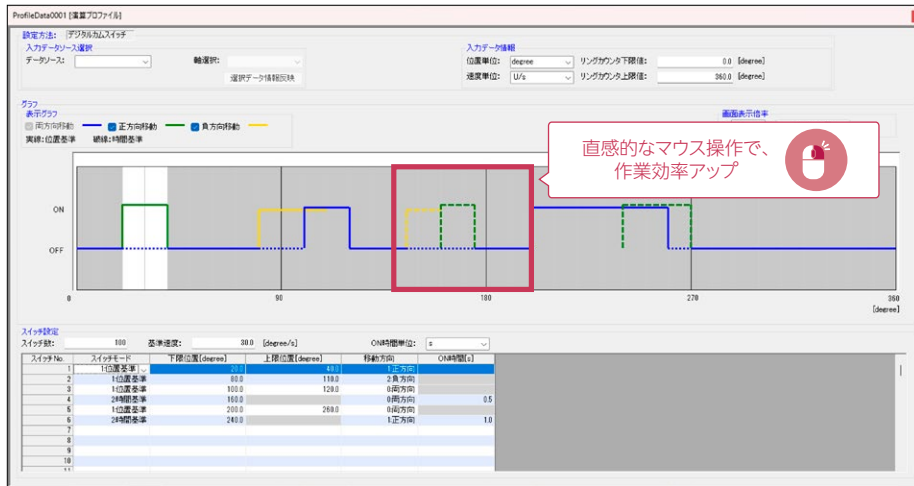 ProfileData0001 [演算プロファイル]
設定方法: デジタルカムスイッチ
入力データソース選択
データソース:
軸選択:
選択データ情報反映
入力データ情報
位置単位: degree
リングカウンタ下限値: 0.0 [degree]
速度単位: U/s
リングカウンタ上限値: 360.0 [degree]
グラフ
表示グラフ
両方向移動
正方向移動
負方向移動
実線:位置基準 破線:時間基準
画面表示倍率
直感的なマウス操作で、
作業効率アップ
ON
OFF
0 90 180 270 360
[degree]
スイッチ設定
スイッチ数: 100 基準速度: 30.0 [degree/s] ON時間単位: s
スイッチNo. スイッチモード 下限位置[degree] 上限位置[degree] 移動方向 ON時間[s]
1 1:位置基準 20.0 40.0 1:正方向
2 1:位置基準 80.0 110.0 2:負方向
3 1:位置基準 100.0 120.0 0:両方向
4 2:時間基準 160.0 0:両方向 0.5
5 1:位置基準 200.0 260.0 0:両方向
6 2:時間基準 240.0 1:正方向 1.0
7
8
9
10